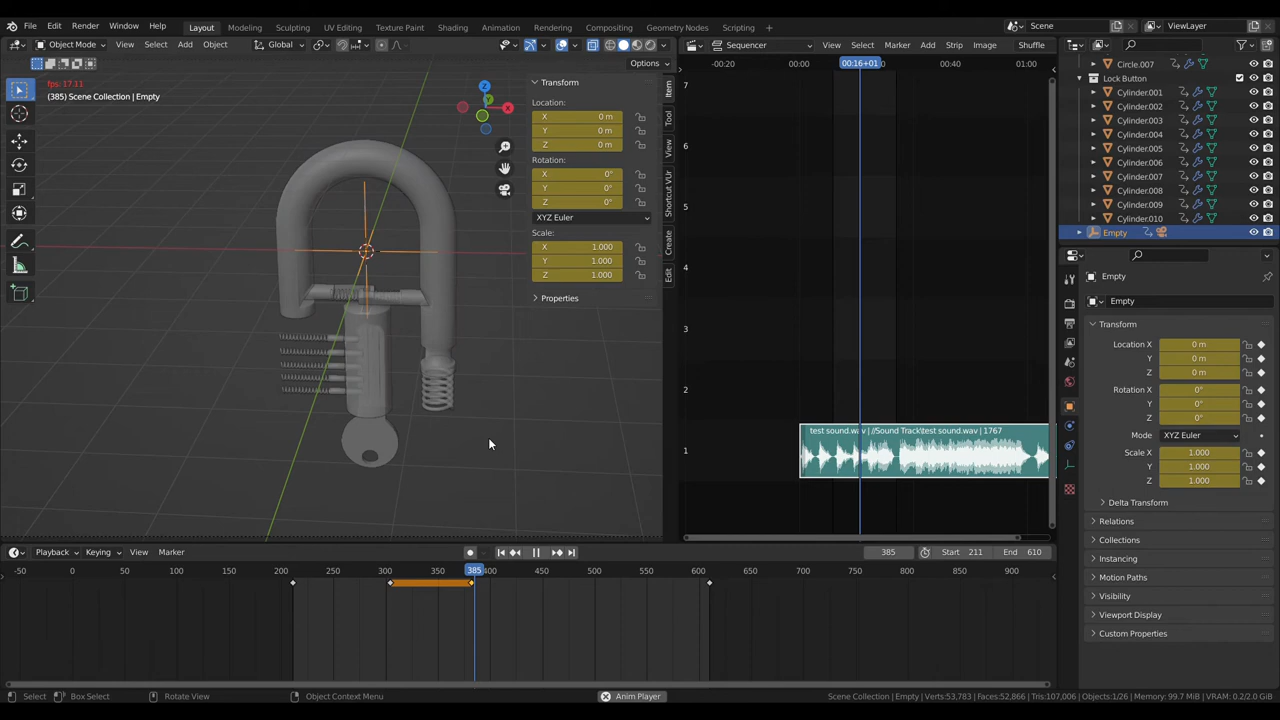 File Edit Render Window Help Layout Modeling Sculpting UV Editing Texture Paint Shading Animation Rendering Compositing Geometry Nodes Scripting + Scene ViewLayer
Object Mode View Select Add Object Global Sequencer View Select Marker Add Strip Image Shuffle
Options
fps: 17.11
(385) Scene Collection | Empty
Z
X
Transform
Location:
X 0 m
Y 0 m
Z 0 m
Rotation:
X 0°
Y 0°
Z 0°
XYZ Euler
Scale:
X 1.000
Y 1.000
Z 1.000
Properties
Item
Tool
View
Shortcut VUr
Create
Edit
-00:20 00:00 00:16+01 00:40 01:00
7
6
5
4
3
2
1
test sound.wav | //Sound Track\test sound.wav | 1767
Circle.007
Lock Button
Cylinder.001
Cylinder.002
Cylinder.003
Cylinder.004
Cylinder.005
Cylinder.006
Cylinder.007
Cylinder.008
Cylinder.009
Cylinder.010
Empty
Empty
Empty
Transform
Location X 0 m
Y 0 m
Z 0 m
Rotation X 0°
Y 0°
Z 0°
Mode XYZ Euler
Scale X 1.000
Y 1.000
Z 1.000
Delta Transform
Relations
Collections
Instancing
Motion Paths
Visibility
Viewport Display
Custom Properties
Playback Keying View Marker 385 Start 211 End 610
-50 0 50 100 150 200 250 300 350 385 400 450 500 550 600 650 700 750 800 850 900
Select Box Select Rotate View Object Context Menu Anim Player Scene Collection | Empty | Verts:53,783 | Faces:52,866 | Tris:107,006 | Objects:1/26 | Memory: 99.7 MiB | VRAM: 0.2/2.0 GiB